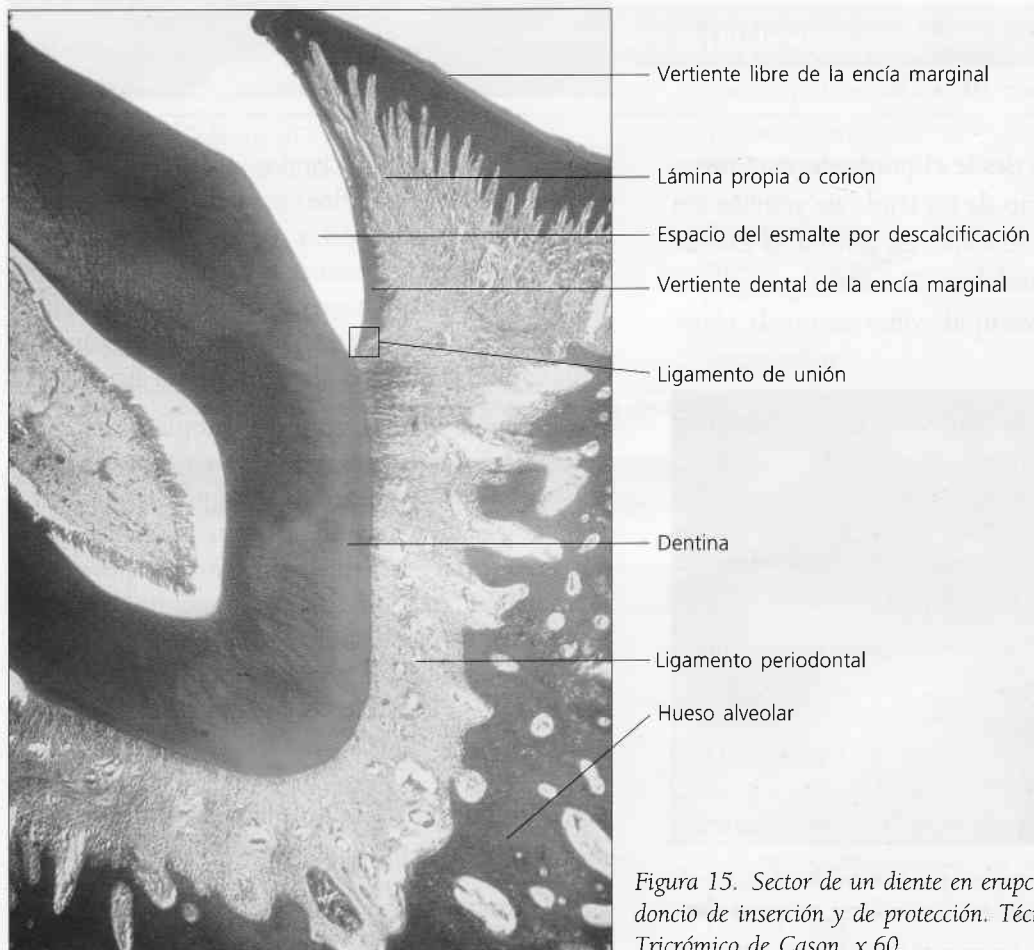 Vertiente libre de la encía marginal
Lámina propia o corion
Espacio del esmalte por descalcificación
Vertiente dental de la encía marginal
Ligamento de unión
Dentina
Ligamento periodontal
Hueso alveolar
Figura 15. Sector de un diente en erupc
doncio de inserción y de protección. Téc
Tricrómico de Cason, x 60